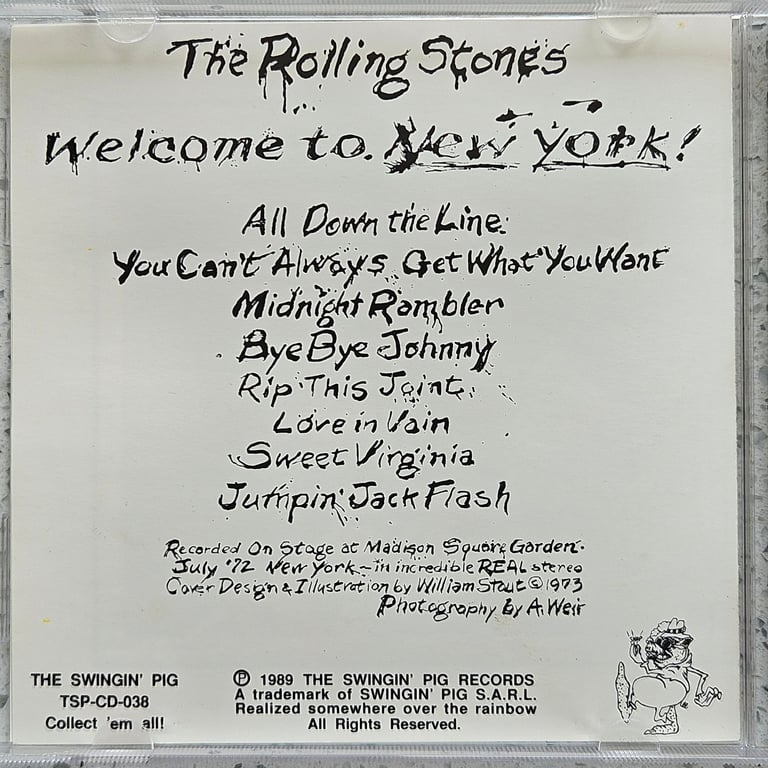 The Rolling Stones
Welcome to. New York!
All Down the Line.
You Can't Always Get What You Want
Midnight Rambler
Bye Bye Johnny
Rip This Joint
Love in Vain
Sweet Virginia
Jumpin' Jack Flash
Recorded On Stage at Madison Square Garden.
July '72 New York - in incredible REAL stereo
Cover Design & Illustration by William Stout © 1973
Photography by A. Weir
THE SWINGIN' PIG
TSP-CD-038
Collect 'em all!
℗ 1989 THE SWINGIN' PIG RECORDS
A trademark of SWINGIN' PIG S.A.R.L.
Realized somewhere over the rainbow
All Rights Reserved.